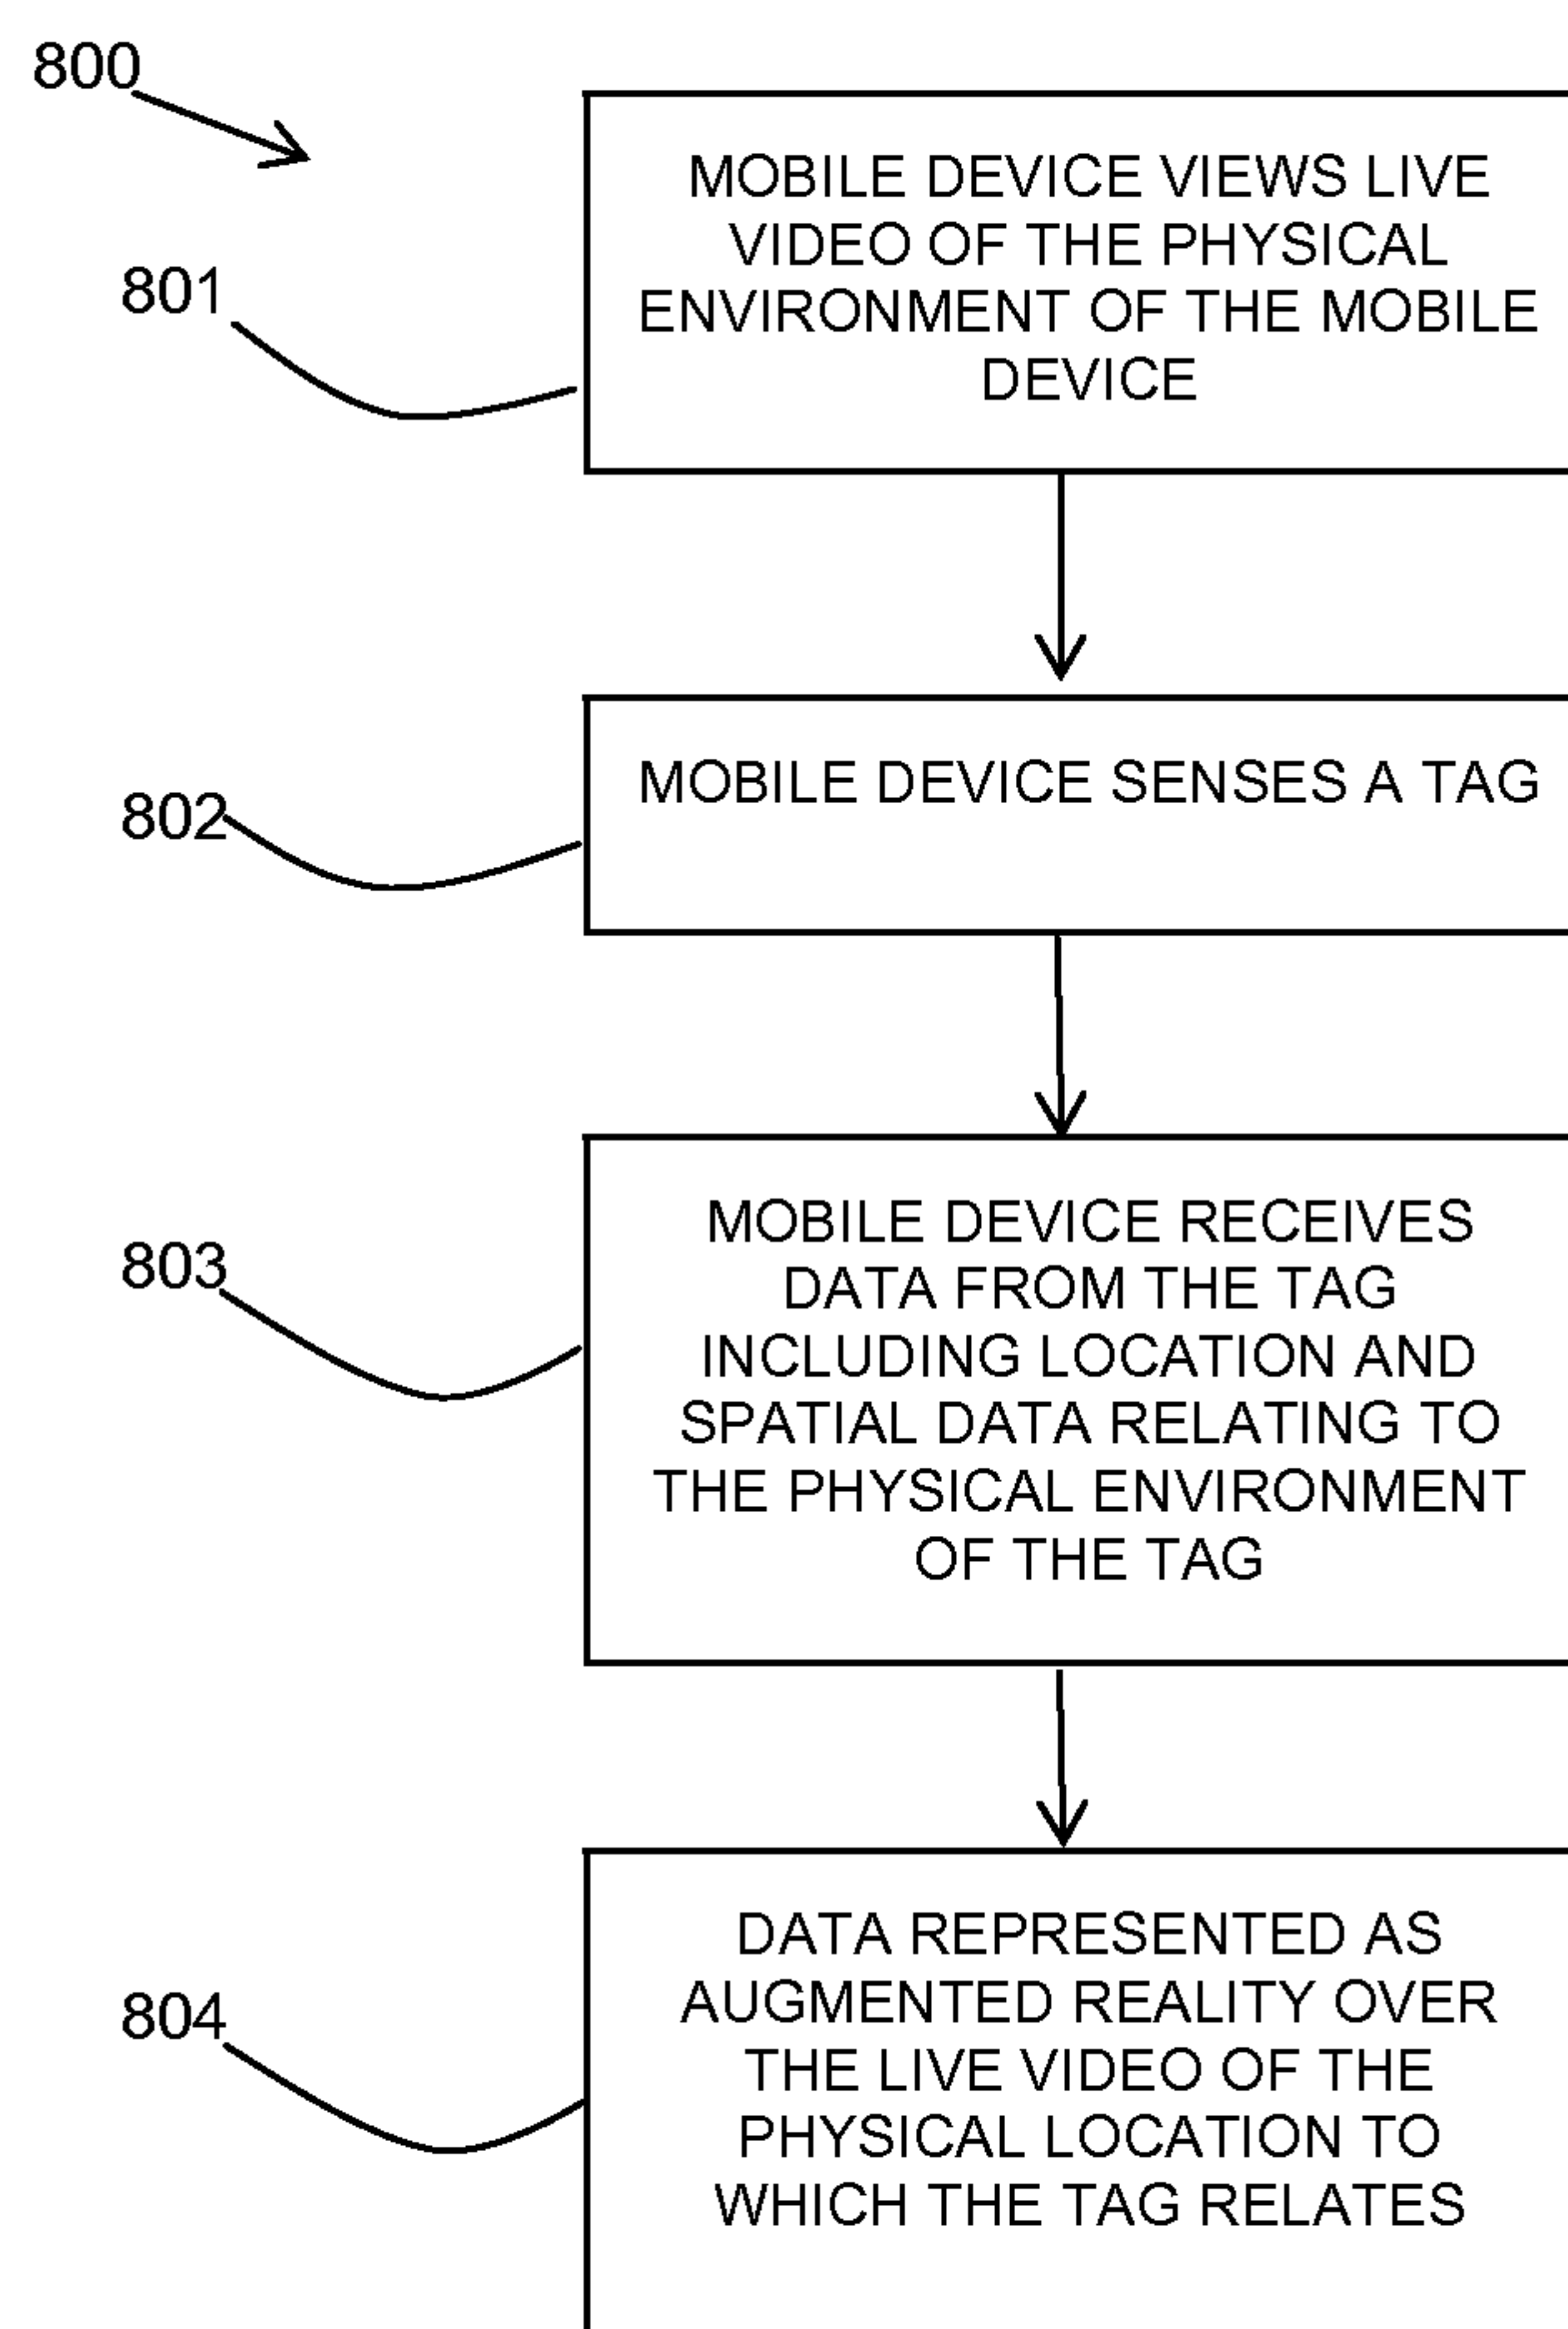 800
801
MOBILE DEVICE VIEWS LIVE
VIDEO OF THE PHYSICAL
ENVIRONMENT OF THE MOBILE
DEVICE
802
MOBILE DEVICE SENSES A TAG
803
MOBILE DEVICE RECEIVES
DATA FROM THE TAG
INCLUDING LOCATION AND
SPATIAL DATA RELATING TO
THE PHYSICAL ENVIRONMENT
OF THE TAG
804
DATA REPRESENTED AS
AUGMENTED REALITY OVER
THE LIVE VIDEO OF THE
PHYSICAL LOCATION TO
WHICH THE TAG RELATES